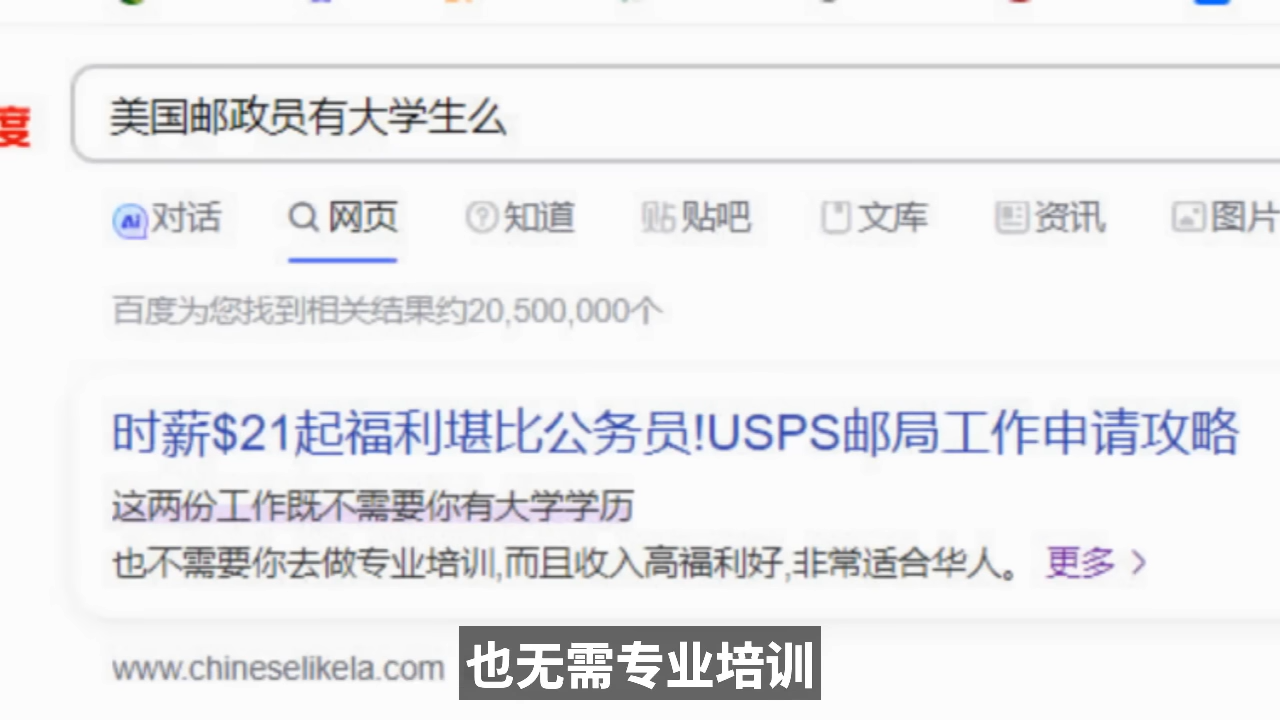 度
美国邮政员有大学生么
对话 网页 知道 贴吧 文库 资讯 图片
百度为您找到相关结果约20,500,000个
时薪$21起福利堪比公务员!USPS邮局工作申请攻略
这两份工作既不需要你有大学学历
也不需要你去做专业培训,而且收入高福利好,非常适合华人。 更多 >
www.chineselikela.com
也无需专业培训